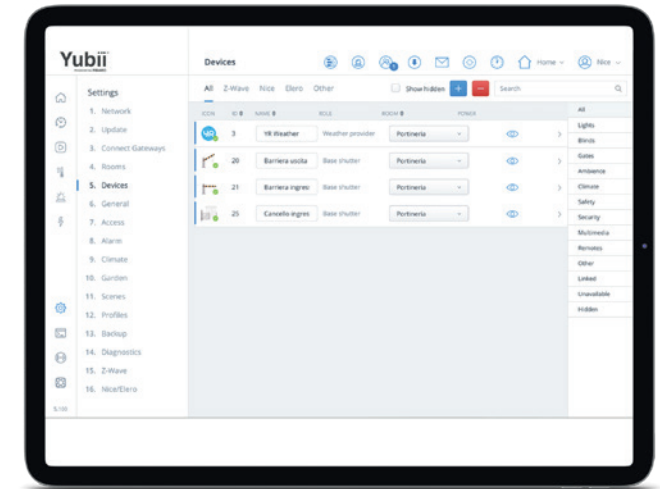 Yubii
Devices
Home
Nice
Settings
All Z-Wave Nice Elero Other
Show hidden
Search
ICON ID NAME ROLE ROOM POWER
1. Network
2. Update
3. Connect Gateways
4. Rooms
5. Devices
6. General
7. Access
8. Alarm
9. Climate
10. Garden
11. Scenes
12. Profiles
13. Backup
14. Diagnostics
15. Z-Wave
16. Nice/Elero
YR 3 YR Weather Weather provider Portineria
20 Barriera uscita Base shutter Portineria
21 Barriera ingres Base shutter Portineria
25 Cancello ingres Base shutter Portineria
All
Lights
Blinds
Gates
Ambience
Climate
Safety
Security
Multimedia
Remotes
Other
Linked
Unavailable
Hidden